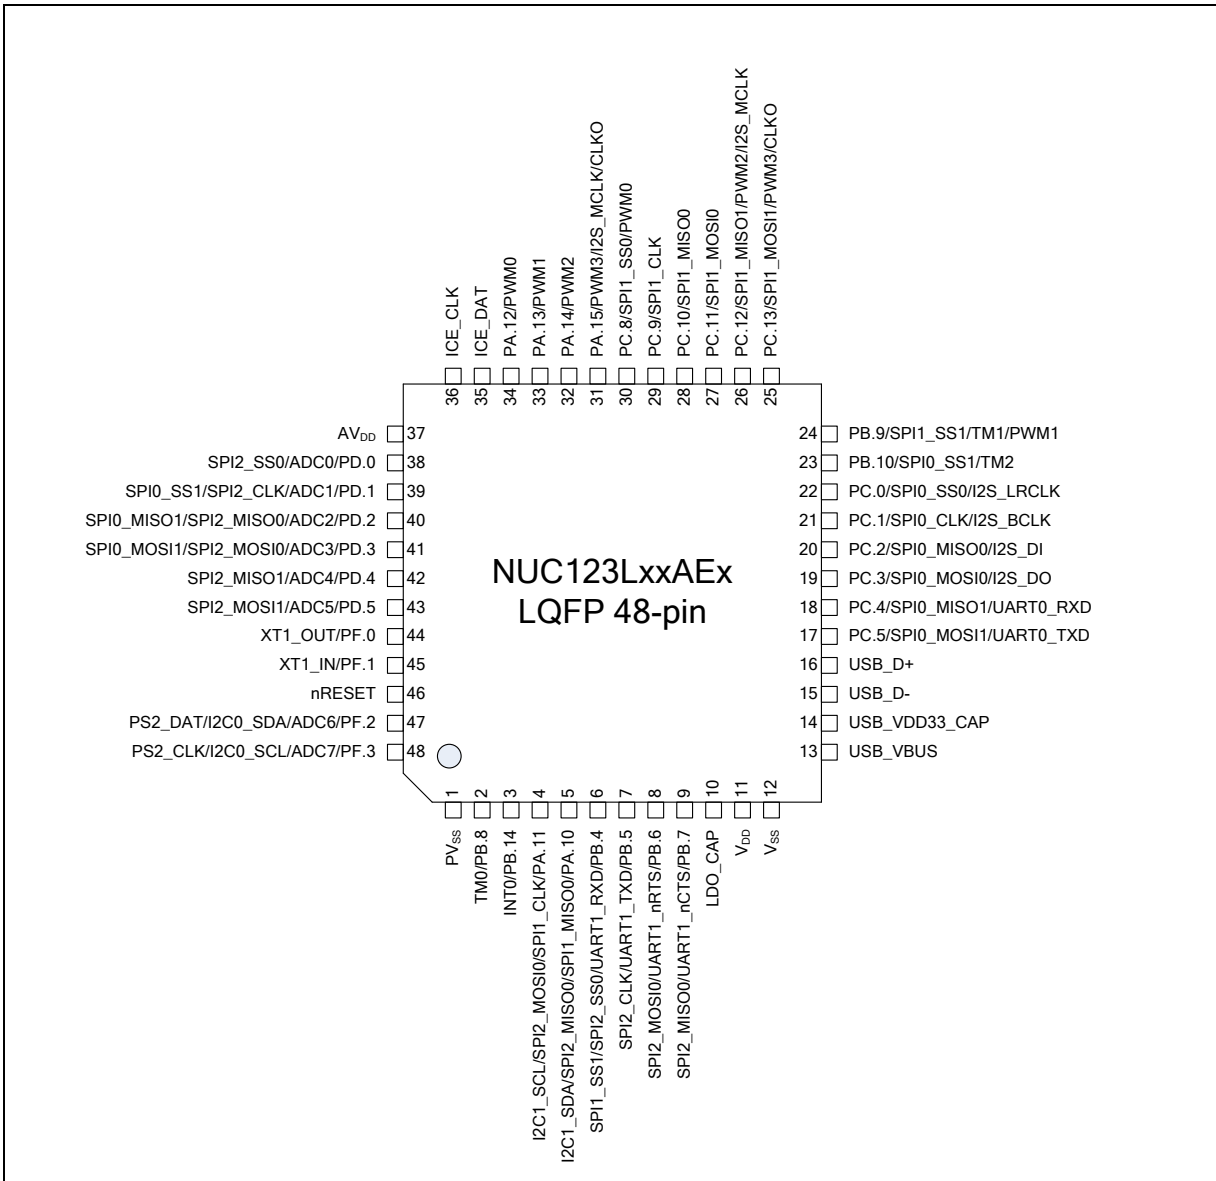 ICE_CLK
ICE_DAT
PA.12/PWM0
PA.13/PWM1
PA.14/PWM2
PA.15/PWM3/I2S_MCLK/CLKO
PC.8/SPI1_SS0/PWM0
PC.9/SPI1_CLK
PC.10/SPI1_MISO0
PC.11/SPI1_MOSI0
PC.12/SPI1_MISO1/PWM2/I2S_MCLK
PC.13/SPI1_MOSI1/PWM3/CLKO
36
35
34
33
32
31
30
29
28
27
26
25
AVDD 37
SPI2_SS0/ADC0/PD.0 38
SPI0_SS1/SPI2_CLK/ADC1/PD.1 39
SPI0_MISO1/SPI2_MISO0/ADC2/PD.2 40
SPI0_MOSI1/SPI2_MOSI0/ADC3/PD.3 41
SPI2_MISO1/ADC4/PD.4 42
SPI2_MOSI1/ADC5/PD.5 43
XT1_OUT/PF.0 44
XT1_IN/PF.1 45
nRESET 46
PS2_DAT/I2C0_SDA/ADC6/PF.2 47
PS2_CLK/I2C0_SCL/ADC7/PF.3 48
NUC123LxxAEx
LQFP 48-pin
24 PB.9/SPI1_SS1/TM1/PWM1
23 PB.10/SPI0_SS1/TM2
22 PC.0/SPI0_SS0/I2S_LRCLK
21 PC.1/SPI0_CLK/I2S_BCLK
20 PC.2/SPI0_MISO0/I2S_DI
19 PC.3/SPI0_MOSI0/I2S_DO
18 PC.4/SPI0_MISO1/UART0_RXD
17 PC.5/SPI0_MOSI1/UART0_TXD
16 USB_D+
15 USB_D-
14 USB_VDD33_CAP
13 USB_VBUS
1
2
3
4
5
6
7
8
9
10
11
12
PVSS
TM0/PB.8
INT0/PB.14
I2C1_SCL/SPI2_MOSI0/SPI1_CLK/PA.11
I2C1_SDA/SPI2_MISO0/SPI1_MISO0/PA.10
SPI1_SS1/SPI2_SS0/UART1_RXD/PB.4
SPI2_CLK/UART1_TXD/PB.5
SPI2_MOSI0/UART1_nRTS/PB.6
SPI2_MISO0/UART1_nCTS/PB.7
LDO_CAP
VDD
VSS